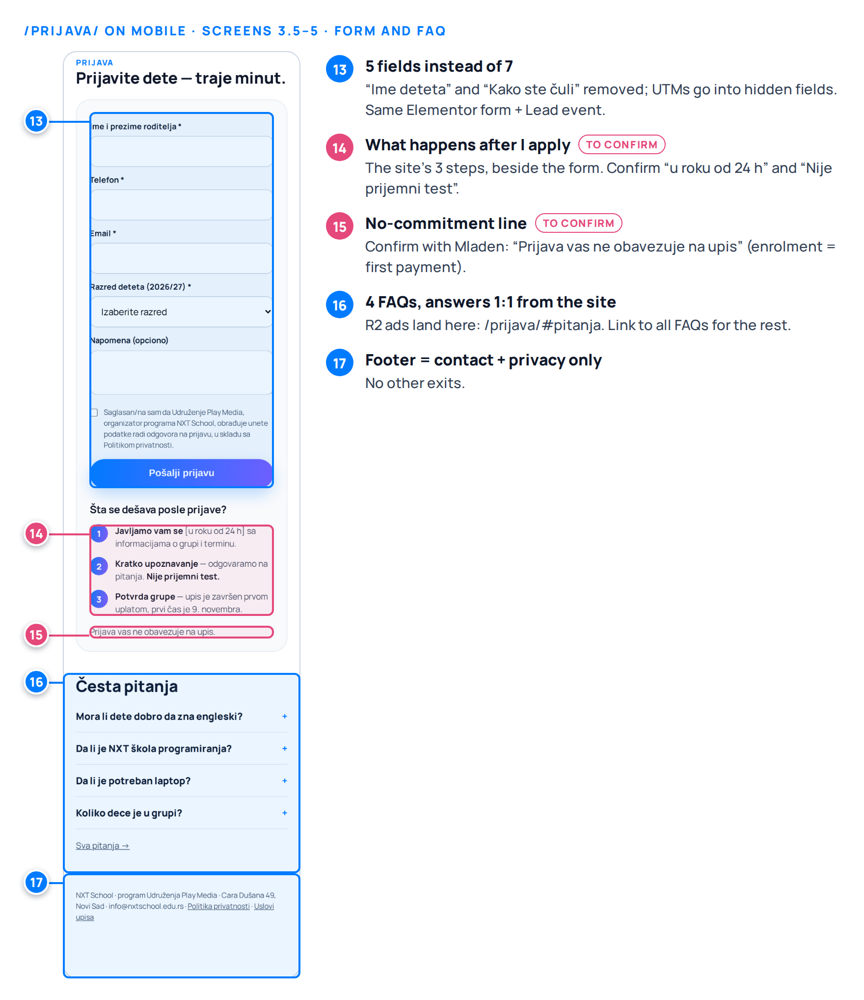 /PRIJAVA/ ON MOBILE · SCREENS 3.5–5 · FORM AND FAQ
PRIJAVA
Prijavite dete — traje minut.
13
Ime i prezime roditelja *
Telefon *
Email *
Razred deteta (2026/27) *
Izaberite razred
Napomena (opciono)
Saglasan/na sam da Udruženje Play Media,
organizator programa NXT School, obrađuje unete
podatke radi odgovora na prijavu, u skladu sa
Politikom privatnosti.
Pošalji prijavu
Šta se dešava posle prijave?
14
1
Javljamo vam se [u roku od 24 h] sa
informacijama o grupi i terminu.
2
Kratko upoznavanje — odgovaramo na
pitanja. Nije prijemni test.
3
Potvrda grupe — upis je završen prvom
uplatom, prvi čas je 9. novembra.
15
Prijava vas ne obavezuje na upis.
16
Česta pitanja
Mora li dete dobro da zna engleski? +
Da li je NXT škola programiranja? +
Da li je potreban laptop? +
Koliko dece je u grupi? +
Sva pitanja →
17
NXT School · program Udruženja Play Media · Cara Dušana 49,
Novi Sad · info@nxtschool.edu.rs · Politika privatnosti · Uslovi
upisa
13 5 fields instead of 7
“Ime deteta” and “Kako ste čuli” removed; UTMs go into hidden fields.
Same Elementor form + Lead event.
14 What happens after I apply TO CONFIRM
The site’s 3 steps, beside the form. Confirm “u roku od 24 h” and “Nije
prijemni test”.
15 No-commitment line TO CONFIRM
Confirm with Mladen: “Prijava vas ne obavezuje na upis” (enrolment =
first payment).
16 4 FAQs, answers 1:1 from the site
R2 ads land here: /prijava/#pitanja. Link to all FAQs for the rest.
17 Footer = contact + privacy only
No other exits.